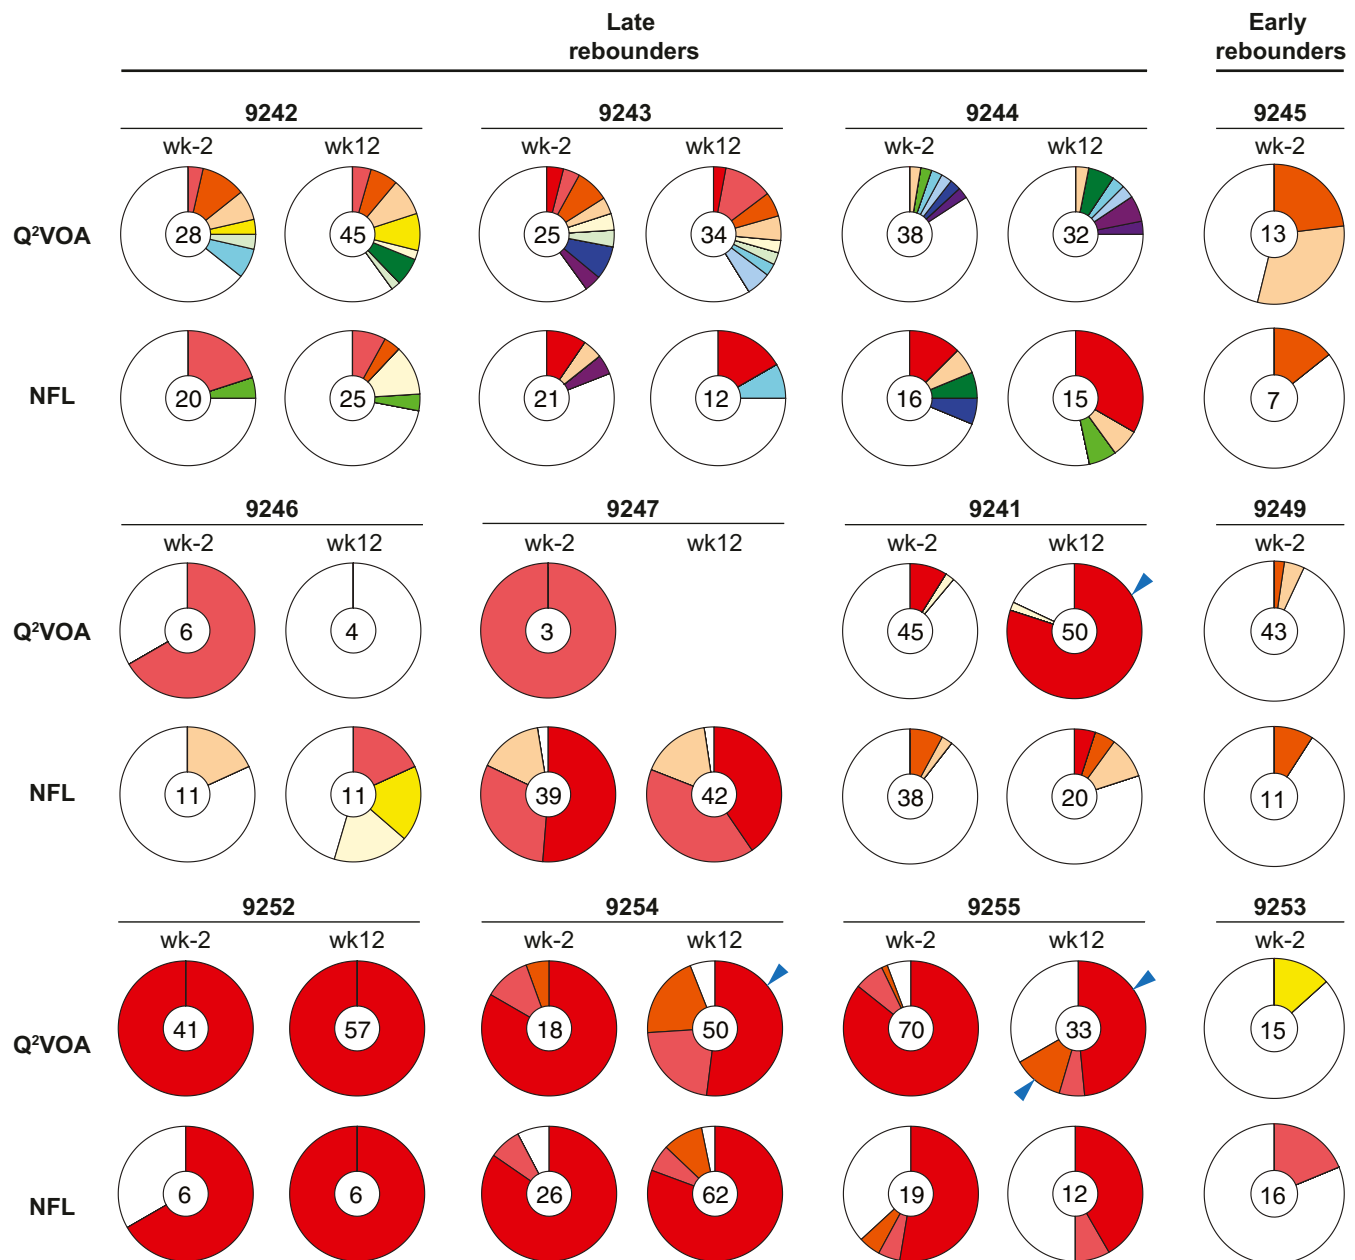 Late
rebounders
Early
rebounders
9242 9243 9244 9245
wk-2 wk12 wk-2 wk12 wk-2 wk12 wk-2
Q²VOA 28 45 25 34 38 32 13
NFL 20 25 21 12 16 15 7
9246 9247 9241 9249
wk-2 wk12 wk-2 wk12 wk-2 wk12 wk-2
Q²VOA 6 4 3 45 50 43
NFL 11 11 39 42 38 20 11
9252 9254 9255 9253
wk-2 wk12 wk-2 wk12 wk-2 wk12 wk-2
Q²VOA 41 57 18 50 70 33 15
NFL 6 6 26 62 19 12 16